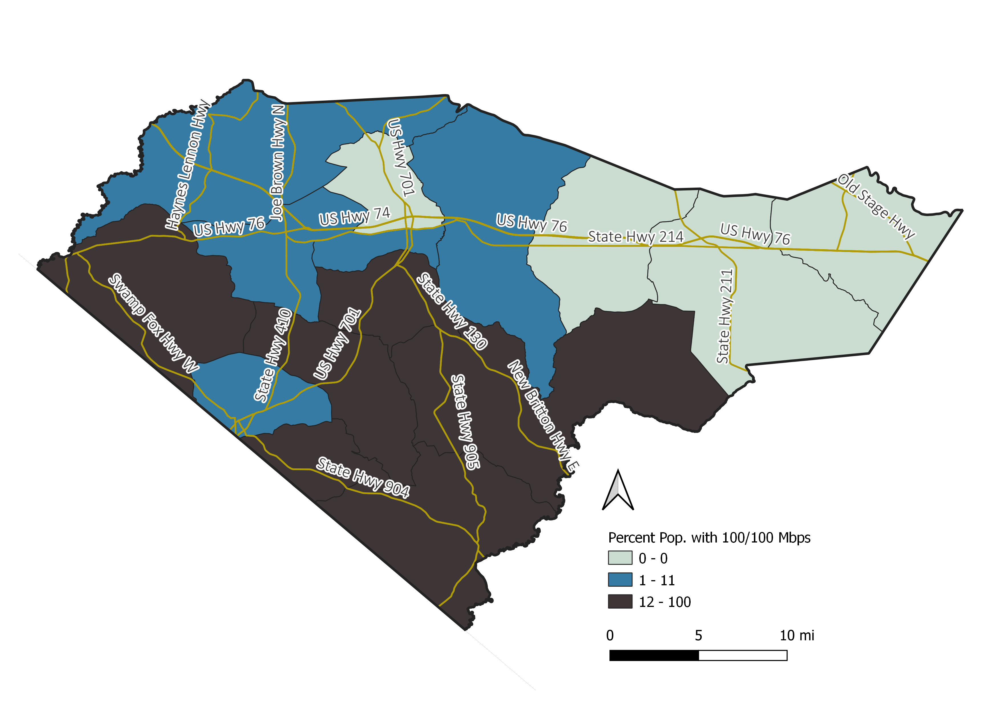 Haynes Lennon Hwy
Joe Brown Hwy N
US Hwy 701
Old Stage Hwy
US Hwy 76
US Hwy 74
US Hwy 76
State Hwy 214
US Hwy 76
Swamp Fox Hwy W
State Hwy 410
US Hwy 701
State Hwy 130
State Hwy 211
New Britton Hwy E
State Hwy 905
State Hwy 904
Percent Pop. with 100/100 Mbps
0 - 0
1 - 11
12 - 100
0 5 10 mi